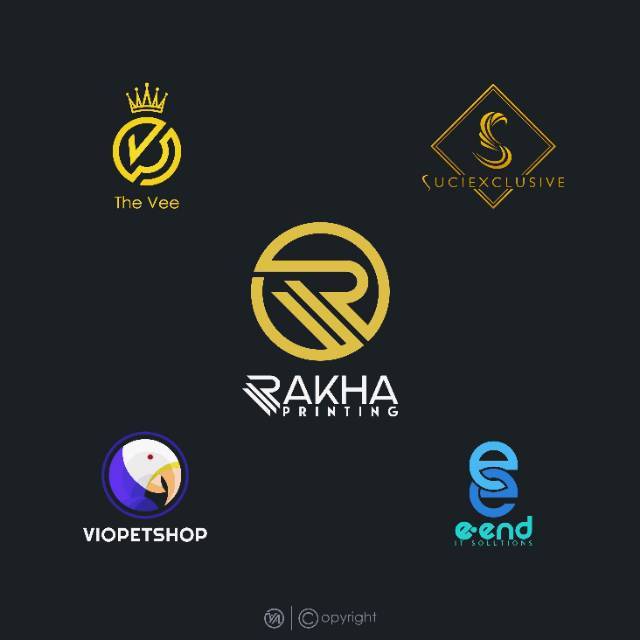 The Vee
SUCIEXCLUSIVE
RAKHA
PRINTING
VIOPETSHOP
e-end
IT SOLUTIONS
Copyright